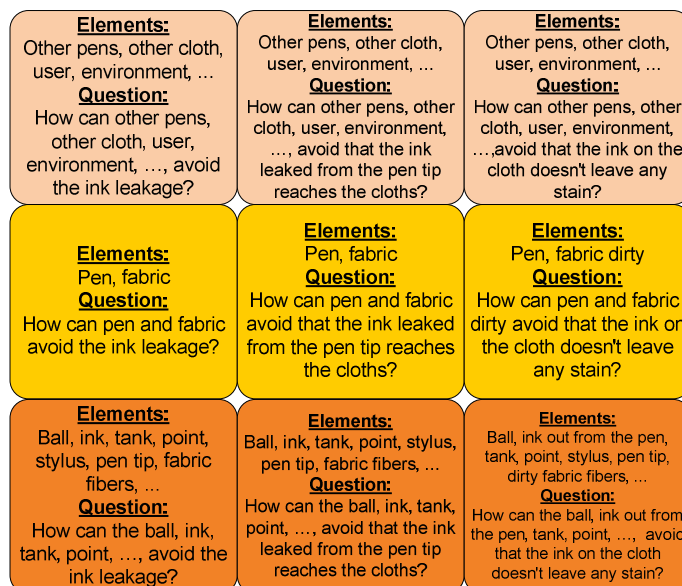 Elements:
Other pens, other cloth,
user, environment, …
Question:
How can other pens,
other cloth, user,
environment, …, avoid
the ink leakage?
Elements:
Other pens, other cloth,
user, environment, …
Question:
How can other pens, other
cloth, user, environment,
…, avoid that the ink
leaked from the pen tip
reaches the cloths?
Elements:
Other pens, other cloth,
user, environment, …
Question:
How can other pens, other
cloth, user, environment,
…,avoid that the ink on the
cloth doesn't leave any
stain?
Elements:
Pen, fabric
Question:
How can pen and fabric
avoid the ink leakage?
Elements:
Pen, fabric
Question:
How can pen and fabric
avoid that the ink leaked
from the pen tip reaches
the cloths?
Elements:
Pen, fabric dirty
Question:
How can pen and fabric
dirty avoid that the ink on
the cloth doesn't leave
any stain?
Elements:
Ball, ink, tank, point,
stylus, pen tip, fabric
fibers, …
Question:
How can the ball, ink,
tank, point, …, avoid the
ink leakage?
Elements:
Ball, ink, tank, point, stylus,
pen tip, fabric fibers, …
Question:
How can the ball, ink, tank,
point, …, avoid that the ink
leaked from the pen tip
reaches the cloths?
Elements:
Ball, ink out from the pen,
tank, point, stylus, pen tip,
dirty fabric fibers, …
Question:
How can the ball, ink out from
the pen, tank, point, …, avoid
that the ink on the cloth
doesn't leave any stain?